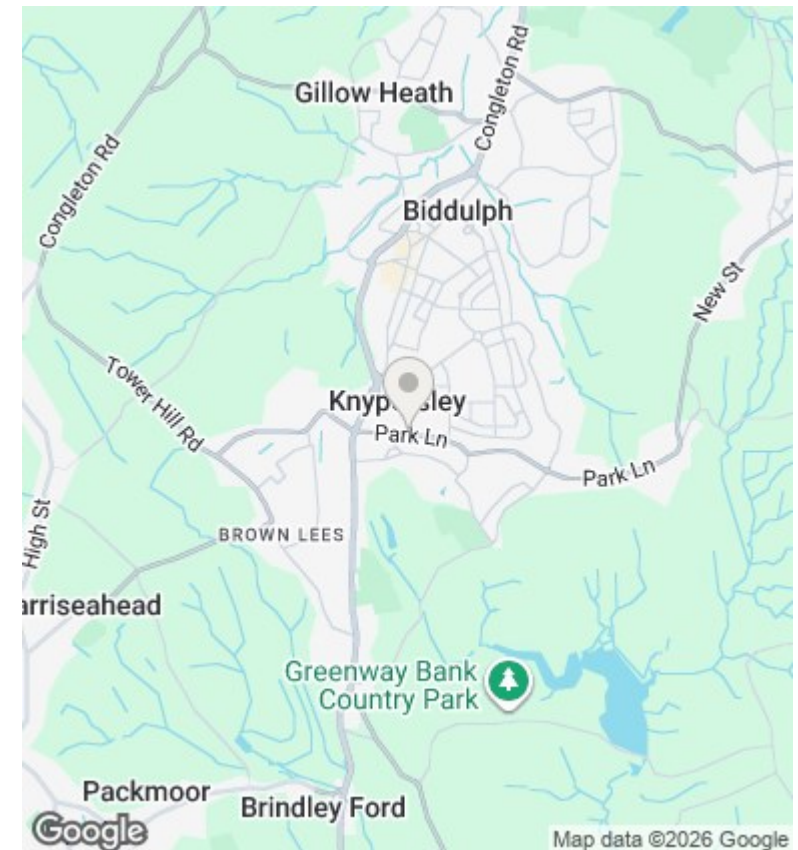 Gillow Heath
Congleton Rd
Congleton Rd
Biddulph
New St
Tower Hill Rd
Park Ln
Park Ln
High St
BROWN LEES
arriseahead
Greenway Bank
Country Park
Packmoor
Brindley Ford
Google
Map data ©2026 Google